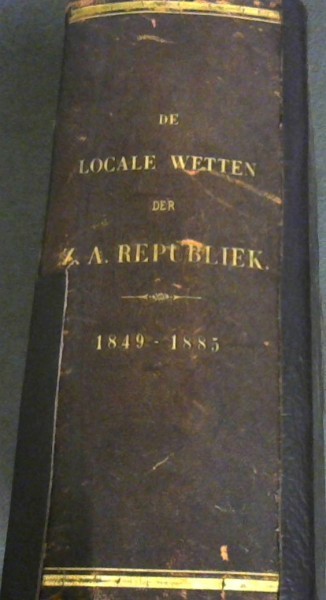 DE
LOCALE WETTEN
DER
Z. A. REPUBLIEK.
1849 - 1885